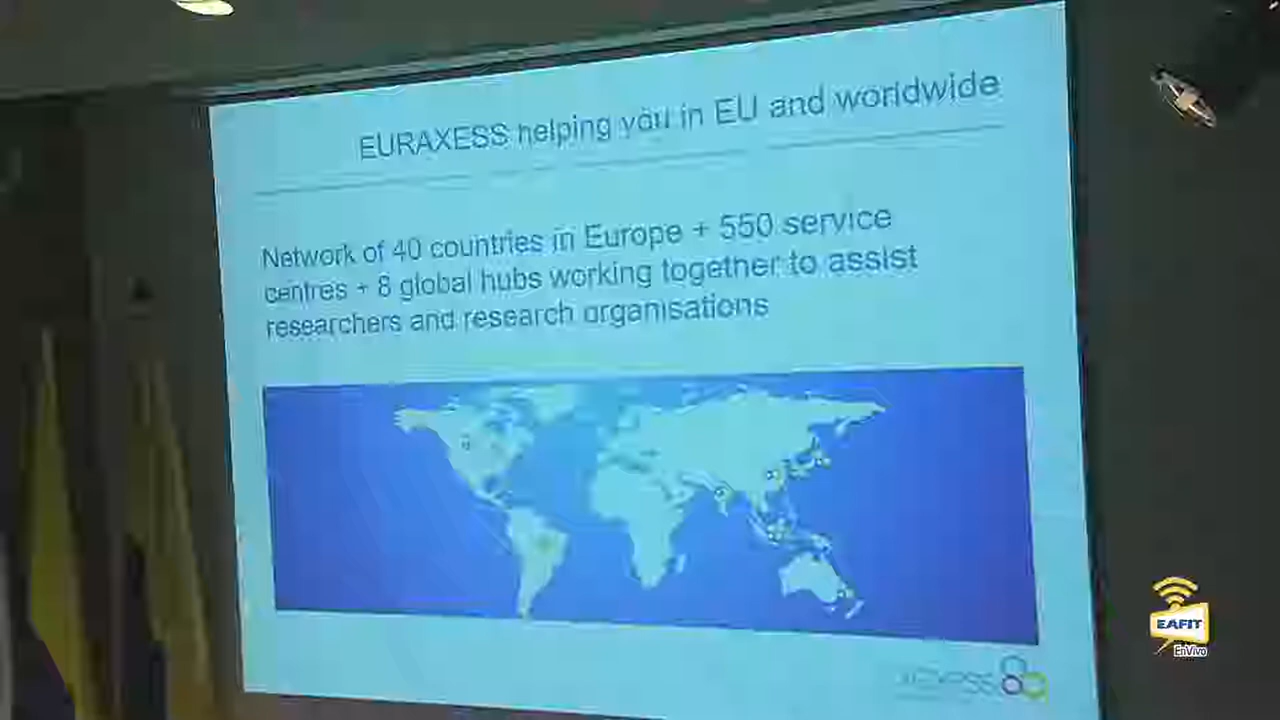 EURAXESS helping you in EU and worldwide
Network of 40 countries in Europe + 550 service
centres + 8 global hubs working together to assist
researchers and research organisations
EAFIT
EnVivo